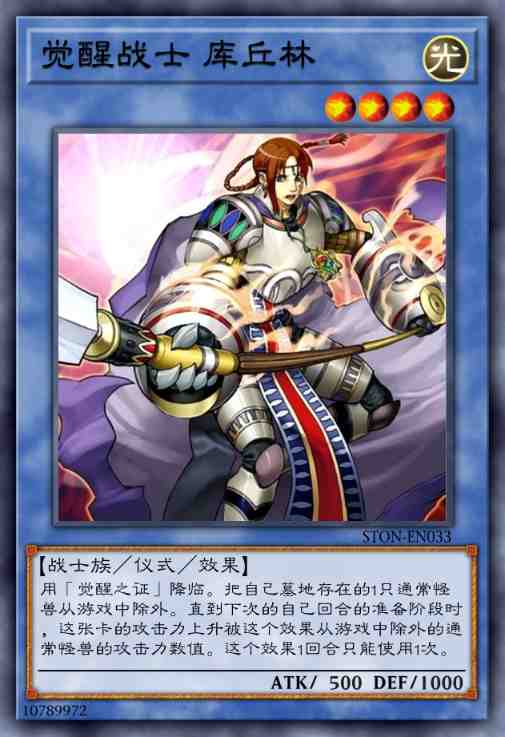 觉醒战士 库丘林
光
STON-EN033
【战士族／仪式／效果】
用「觉醒之证」降临。把自己墓地存在的1只通常怪
兽从游戏中除外。直到下次的自己回合的准备阶段时
，这张卡的攻击力上升被这个效果从游戏中除外的通
常怪兽的攻击力数值。这个效果1回合只能使用1次。
ATK/ 500 DEF/1000
10789972